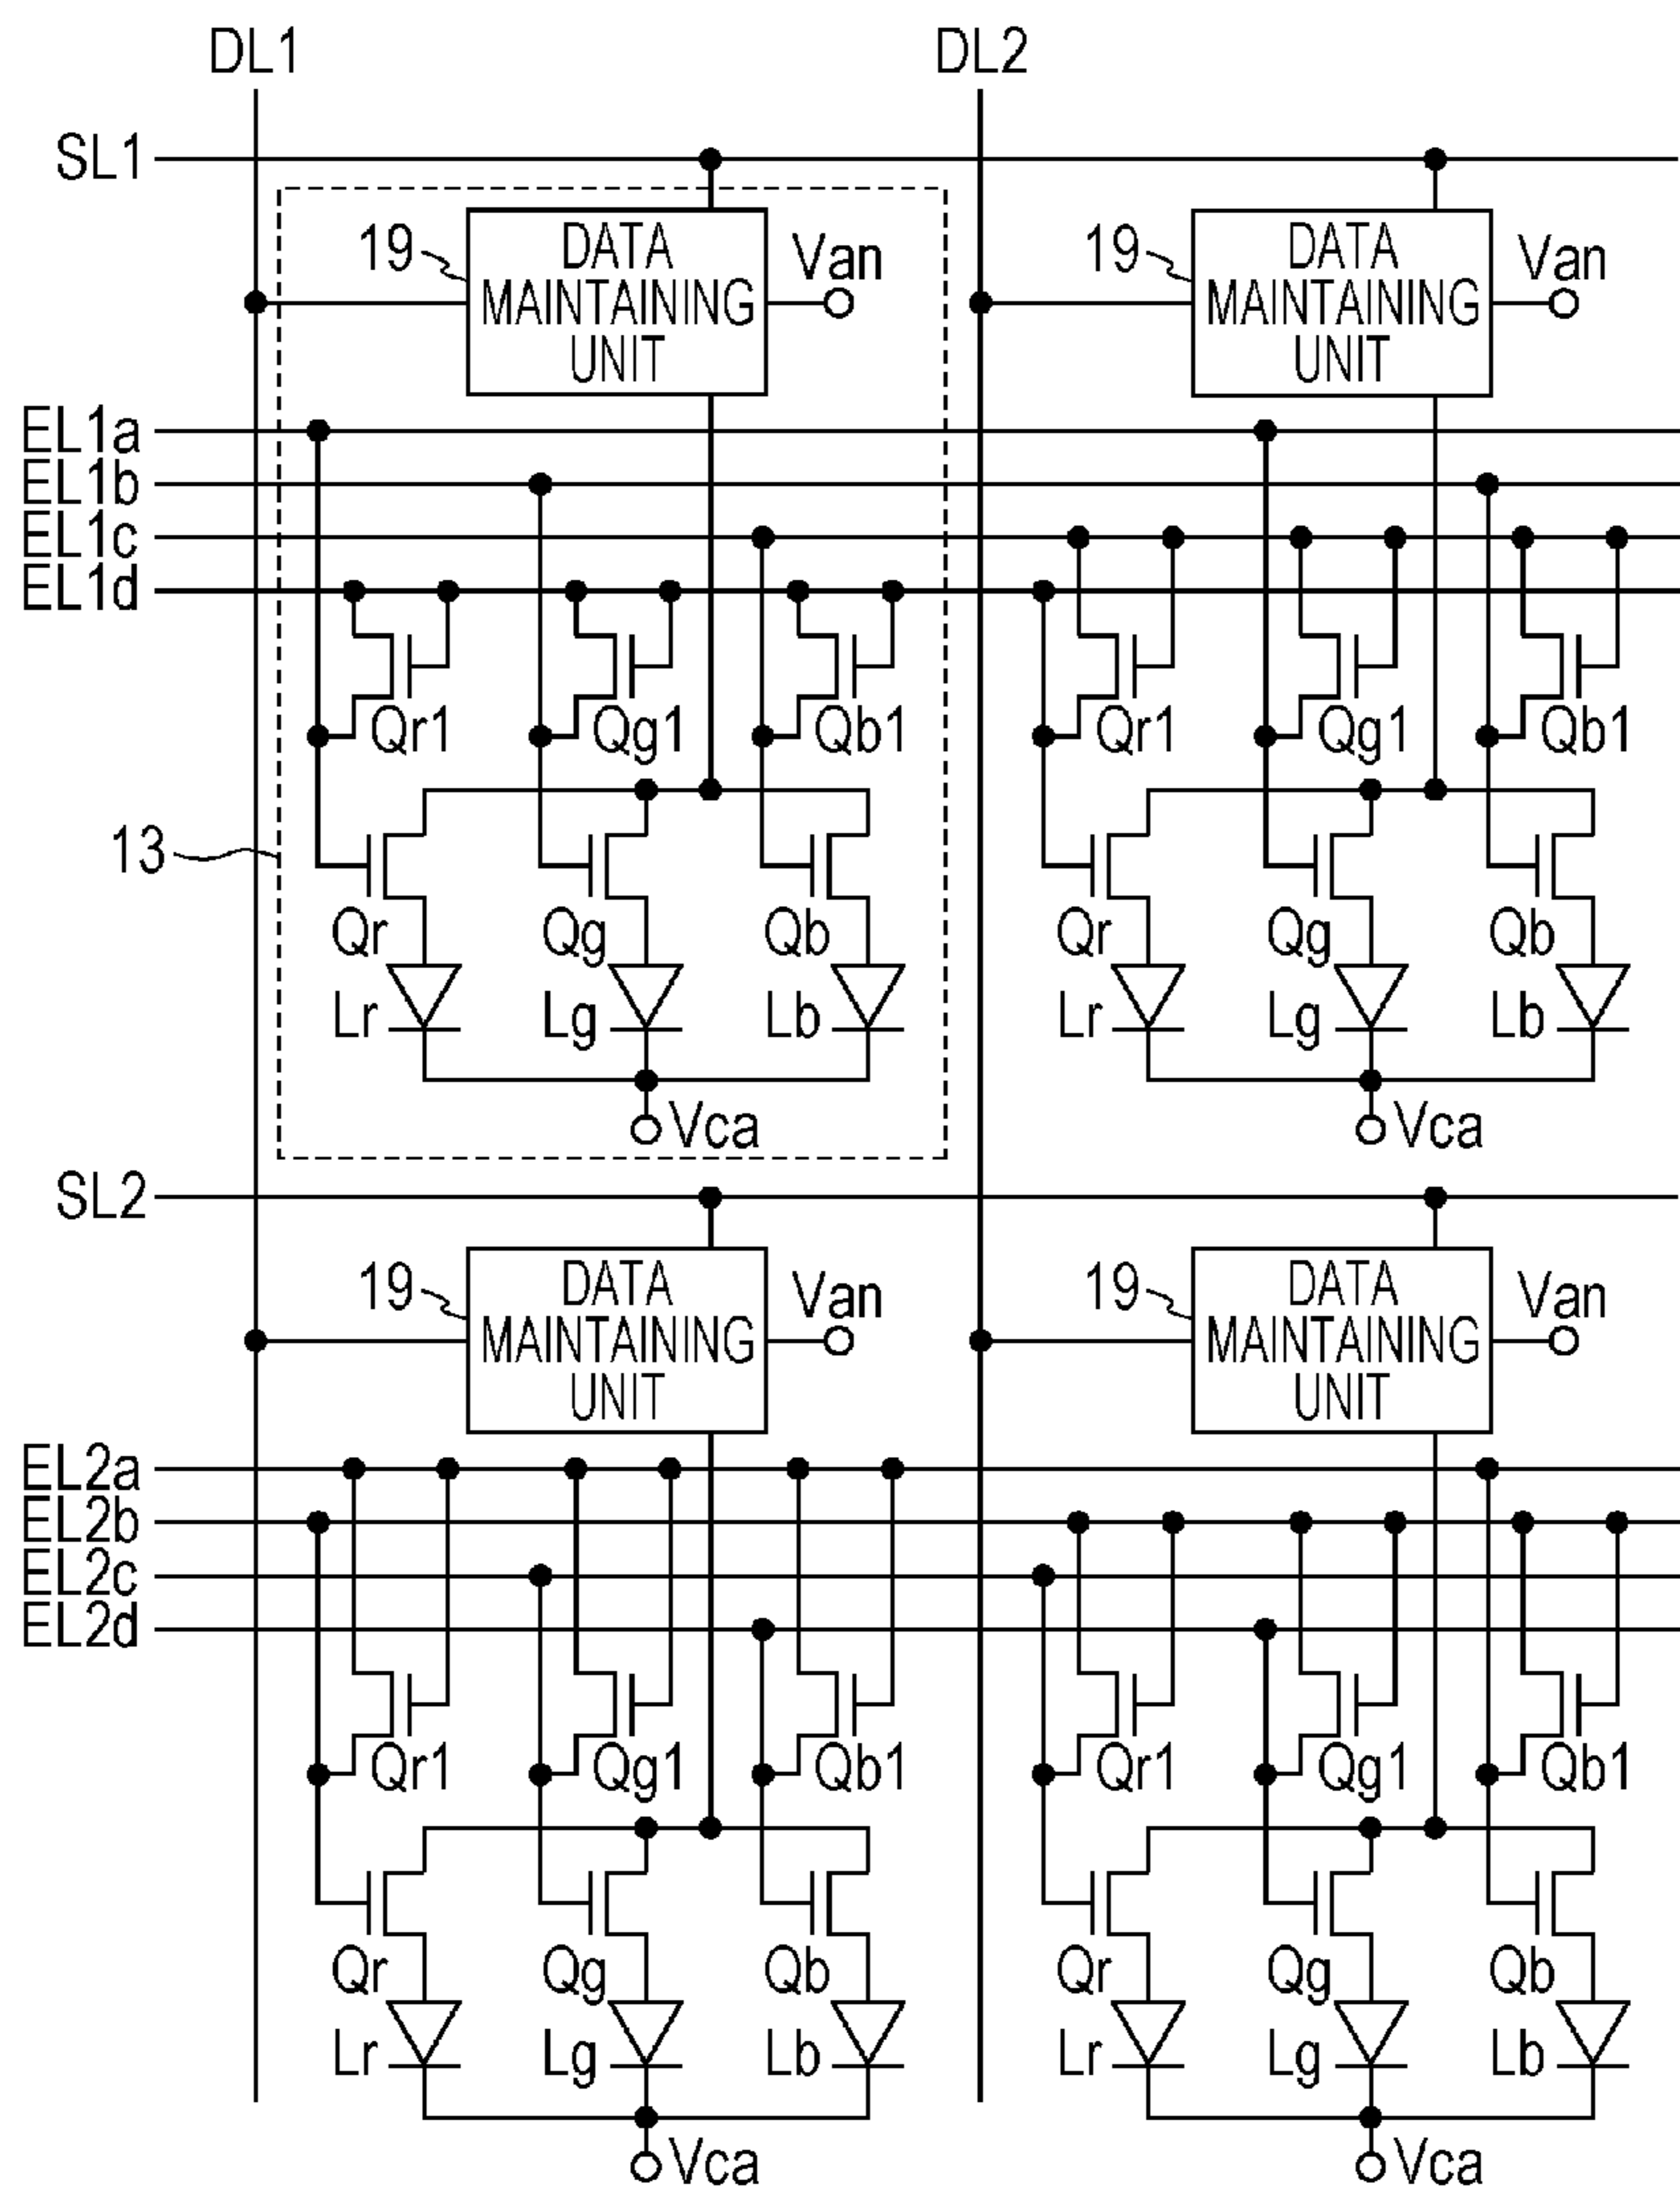 DL1 DL2
SL1
19 DATA MAINTAINING UNIT Van 19 DATA MAINTAINING UNIT Van
EL1a
EL1b
EL1c
EL1d
Qr1 Qg1 Qb1 Qr1 Qg1 Qb1
13
Qr Qg Qb Qr Qg Qb
Lr Lg Lb Lr Lg Lb
Vca Vca
SL2
19 DATA MAINTAINING UNIT Van 19 DATA MAINTAINING UNIT Van
EL2a
EL2b
EL2c
EL2d
Qr1 Qg1 Qb1 Qr1 Qg1 Qb1
Qr Qg Qb Qr Qg Qb
Lr Lg Lb Lr Lg Lb
Vca Vca